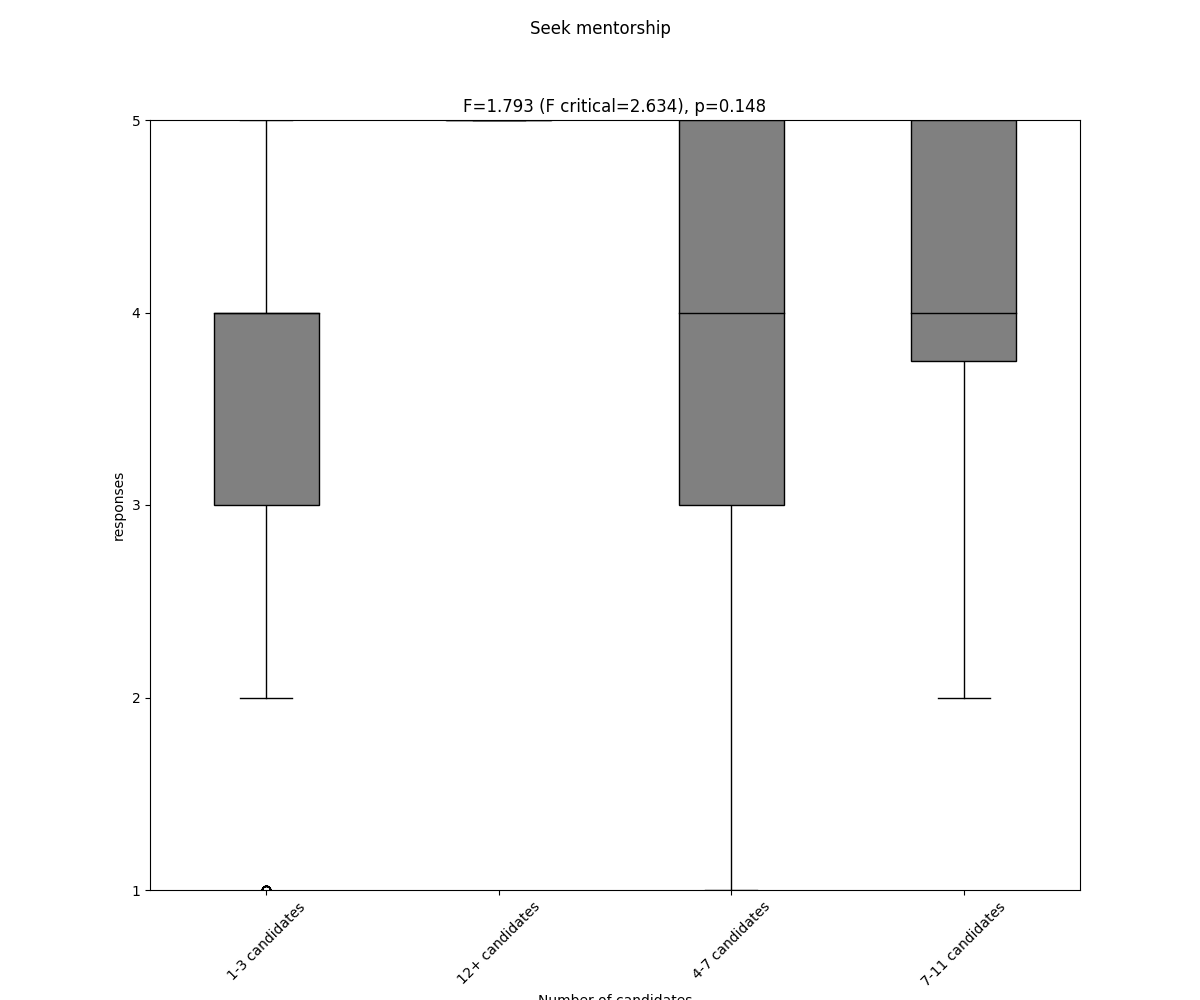 Seek mentorship
F=1.793 (F critical=2.634), p=0.148
5
4
3
2
1
responses
1-3 candidates
12+ candidates
4-7 candidates
7-11 candidates
Number of candidates